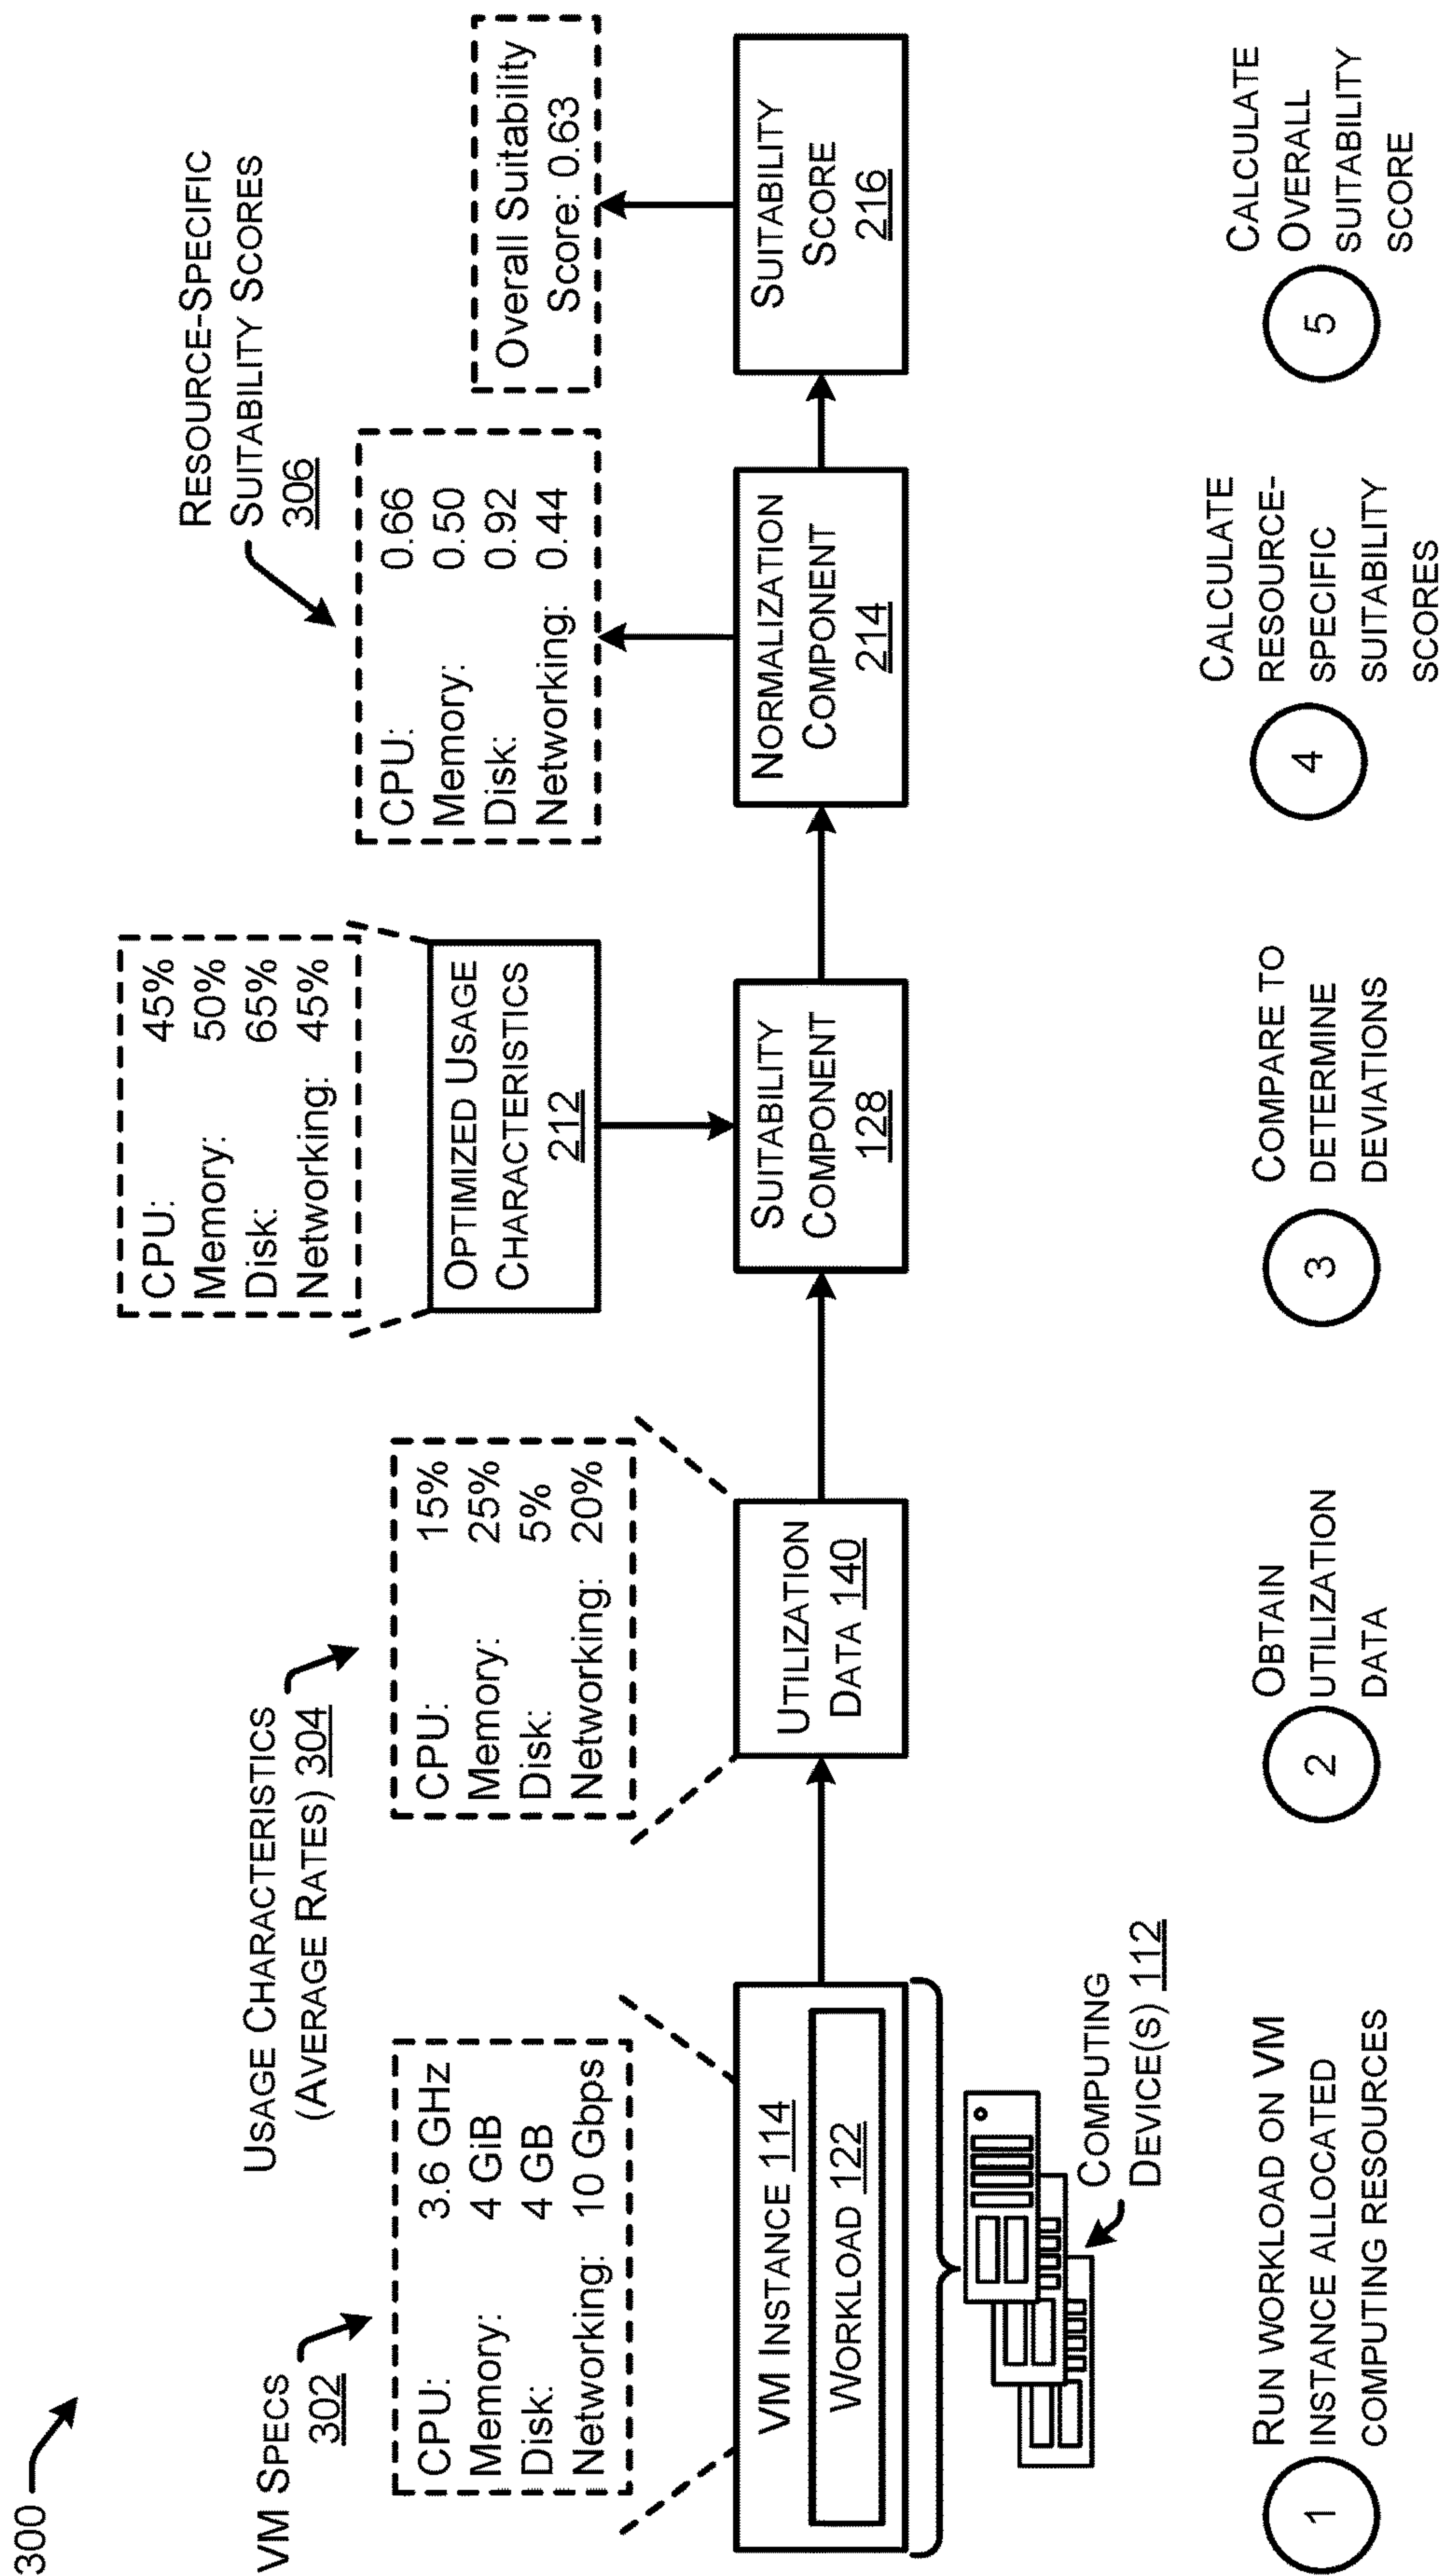 300
VM SPECS
302
CPU: 3.6 GHz
Memory: 4 GiB
Disk: 4 GB
Networking: 10 Gbps
VM INSTANCE 114
WORKLOAD 122
COMPUTING
DEVICE(S) 112
USAGE CHARACTERISTICS
(AVERAGE RATES) 304
CPU: 15%
Memory: 25%
Disk: 5%
Networking: 20%
UTILIZATION
DATA 140
CPU: 45%
Memory: 50%
Disk: 65%
Networking: 45%
OPTIMIZED USAGE
CHARACTERISTICS
212
SUITABILITY
COMPONENT
128
RESOURCE-SPECIFIC
SUITABILITY SCORES
306
CPU: 0.66
Memory: 0.50
Disk: 0.92
Networking: 0.44
NORMALIZATION
COMPONENT
214
Overall Suitability
Score: 0.63
SUITABILITY
SCORE
216
1
RUN WORKLOAD ON VM
INSTANCE ALLOCATED
COMPUTING RESOURCES
2
OBTAIN
UTILIZATION
DATA
3
COMPARE TO
DETERMINE
DEVIATIONS
4
CALCULATE
RESOURCE-
SPECIFIC
SUITABILITY
SCORES
5
CALCULATE
OVERALL
SUITABILITY
SCORE